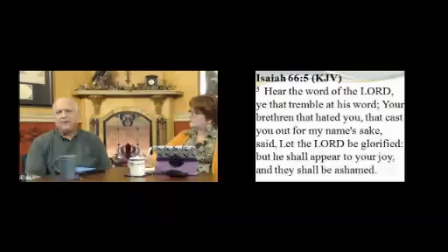 Isaiah 66:5 (KJV)
5 Hear the word of the LORD,
ye that tremble at his word; Your
brethren that hated you, that cast
you out for my name's sake,
said, Let the LORD be glorified:
but he shall appear to your joy,
and they shall be ashamed.